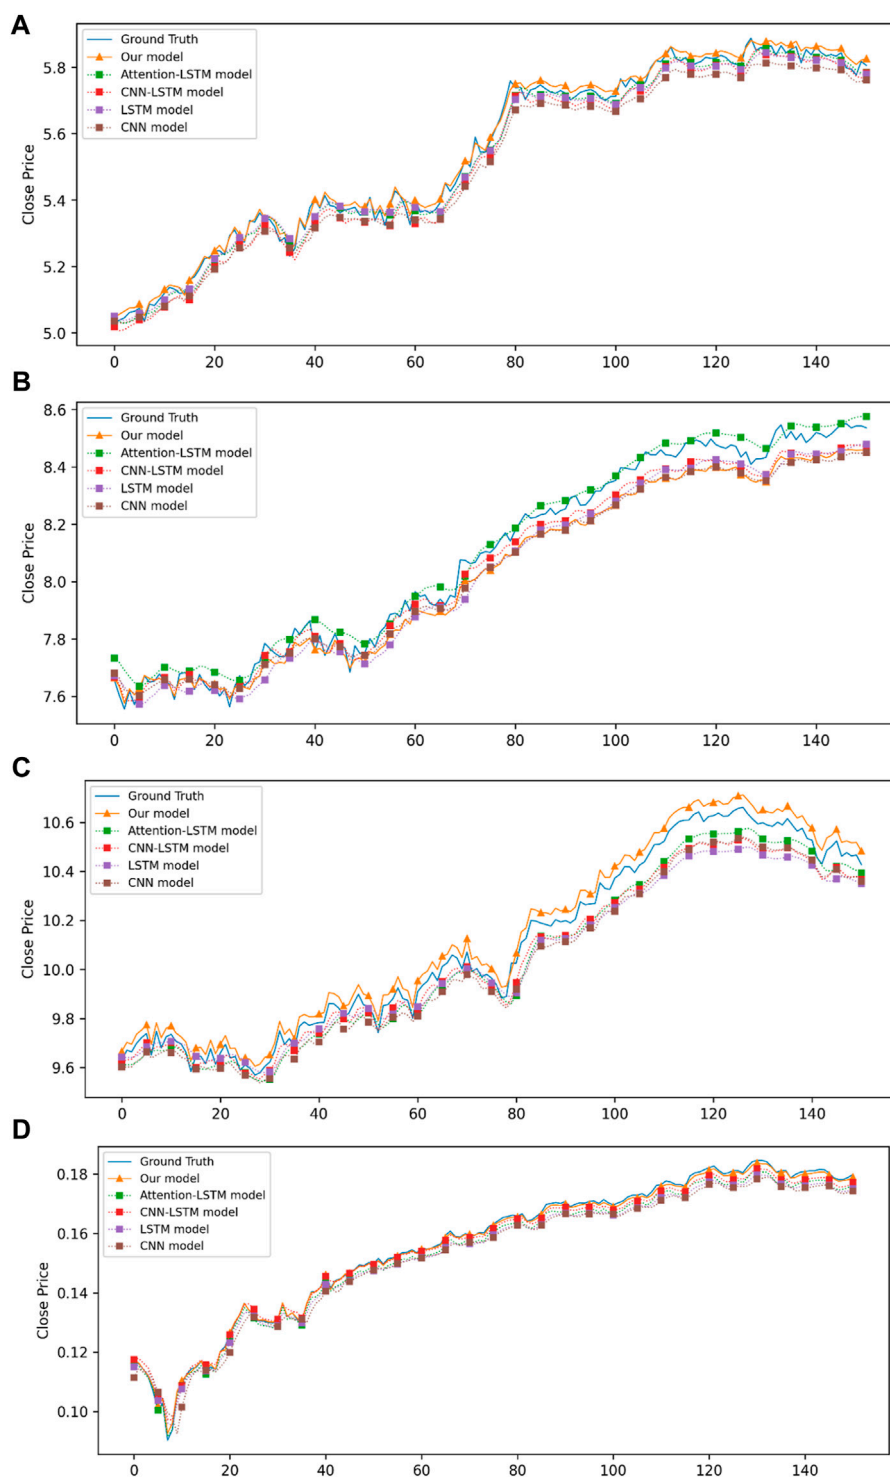 A
Ground Truth
Our model
Attention-LSTM model
CNN-LSTM model
LSTM model
CNN model
Close Price
5.8
5.6
5.4
5.2
5.0
0 20 40 60 80 100 120 140
B
Ground Truth
Our model
Attention-LSTM model
CNN-LSTM model
LSTM model
CNN model
Close Price
8.6
8.4
8.2
8.0
7.8
7.6
0 20 40 60 80 100 120 140
C
Ground Truth
Our model
Attention-LSTM model
CNN-LSTM model
LSTM model
CNN model
Close Price
10.6
10.4
10.2
10.0
9.8
9.6
0 20 40 60 80 100 120 140
D
Ground Truth
Our model
Attention-LSTM model
CNN-LSTM model
LSTM model
CNN model
Close Price
0.18
0.16
0.14
0.12
0.10
0 20 40 60 80 100 120 140